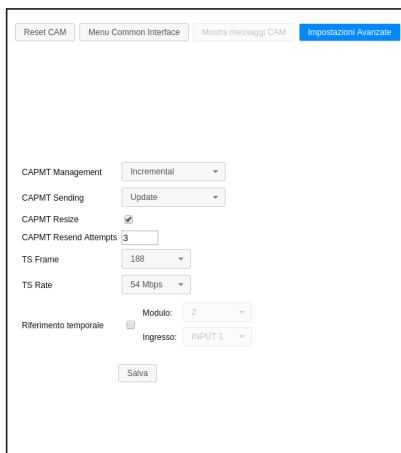 Reset CAM Menu Common Interface Mostra messaggi CAM Impostazioni Avanzate
CAPMT Management Incremental
CAPMT Sending Update
CAPMT Resize
CAPMT Resend Attempts 3
TS Frame 188
TS Rate 54 Mbps
Modulo: 2
Riferimento temporale
Ingresso: INPUT 1
Salva